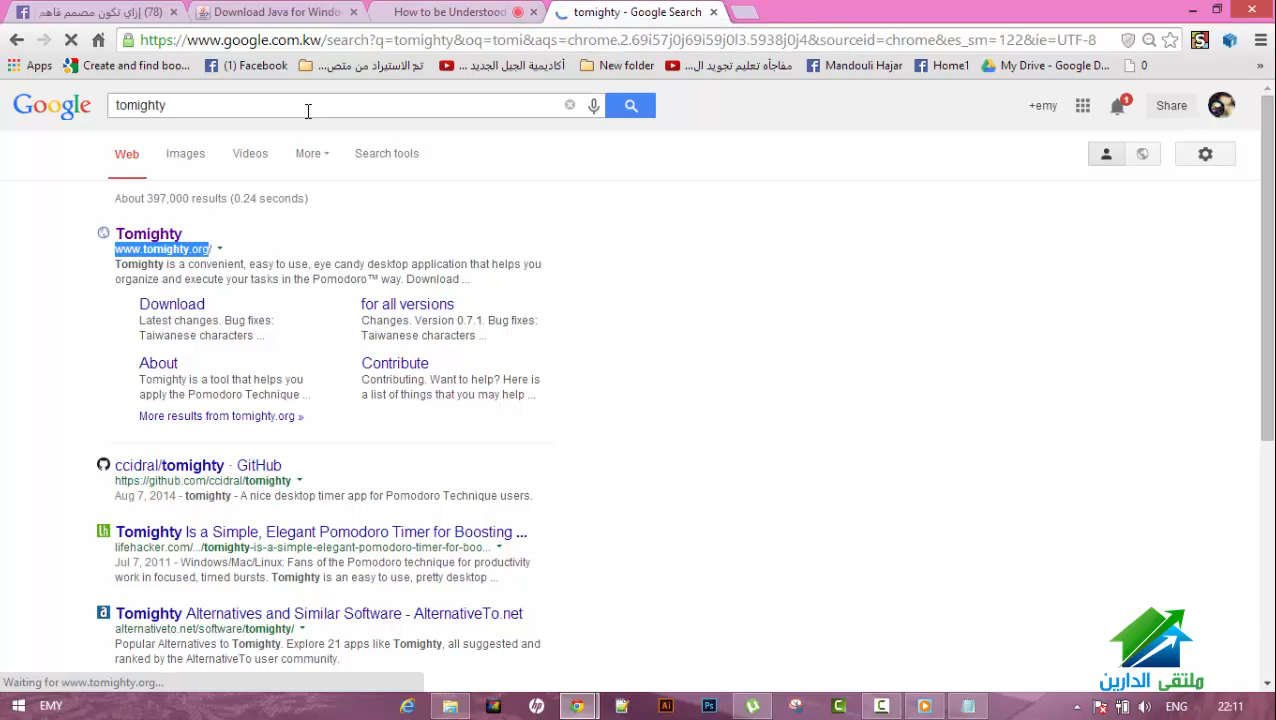 (78) إزاي تكون مصمم فاهم
Download Java for Windo
How to be Understood
tomighty - Google Search
https://www.google.com.kw/search?q=tomighty&oq=tomi&aqs=chrome.2.69i57j0j69i59j0l3.5938j0j4&sourceid=chrome&es_sm=122&ie=UTF-8
Apps
Create and find boo...
(1) Facebook
تم الاستيراد من متص...
أكاديمية الجيل الجديد ...
New folder
مفاجأه تعليم تجويد ال...
Mandouli Hajar
Home1
My Drive - Google D...
0
»
Google
tomighty
+emy
1
Share
Web
Images
Videos
More
Search tools
About 397,000 results (0.24 seconds)
Tomighty
www.tomighty.org/
Tomighty is a convenient, easy to use, eye candy desktop application that helps you
organize and execute your tasks in the Pomodoro™ way. Download ...
Download
Latest changes. Bug fixes:
Taiwanese characters ...
for all versions
Changes. Version 0.7.1. Bug fixes:
Taiwanese characters ...
About
Tomighty is a tool that helps you
apply the Pomodoro Technique ...
Contribute
Contributing. Want to help? Here is
a list of things that you may help ...
More results from tomighty.org »
ccidral/tomighty · GitHub
https://github.com/ccidral/tomighty
Aug 7, 2014 - tomighty - A nice desktop timer app for Pomodoro Technique users.
Tomighty Is a Simple, Elegant Pomodoro Timer for Boosting ...
lifehacker.com/.../tomighty-is-a-simple-elegant-pomodoro-timer-for-boo...
Jul 7, 2011 - Windows/Mac/Linux: Fans of the Pomodoro technique for productivity
work in focused, timed bursts. Tomighty is an easy to use, pretty desktop ...
Tomighty Alternatives and Similar Software - AlternativeTo.net
alternativeto.net/software/tomighty/
Popular Alternatives to Tomighty. Explore 21 apps like Tomighty, all suggested and
ranked by the AlternativeTo user community.
ملتقى الدارين
Waiting for www.tomighty.org...
EMY
Ai
Ps
ENG
22:11